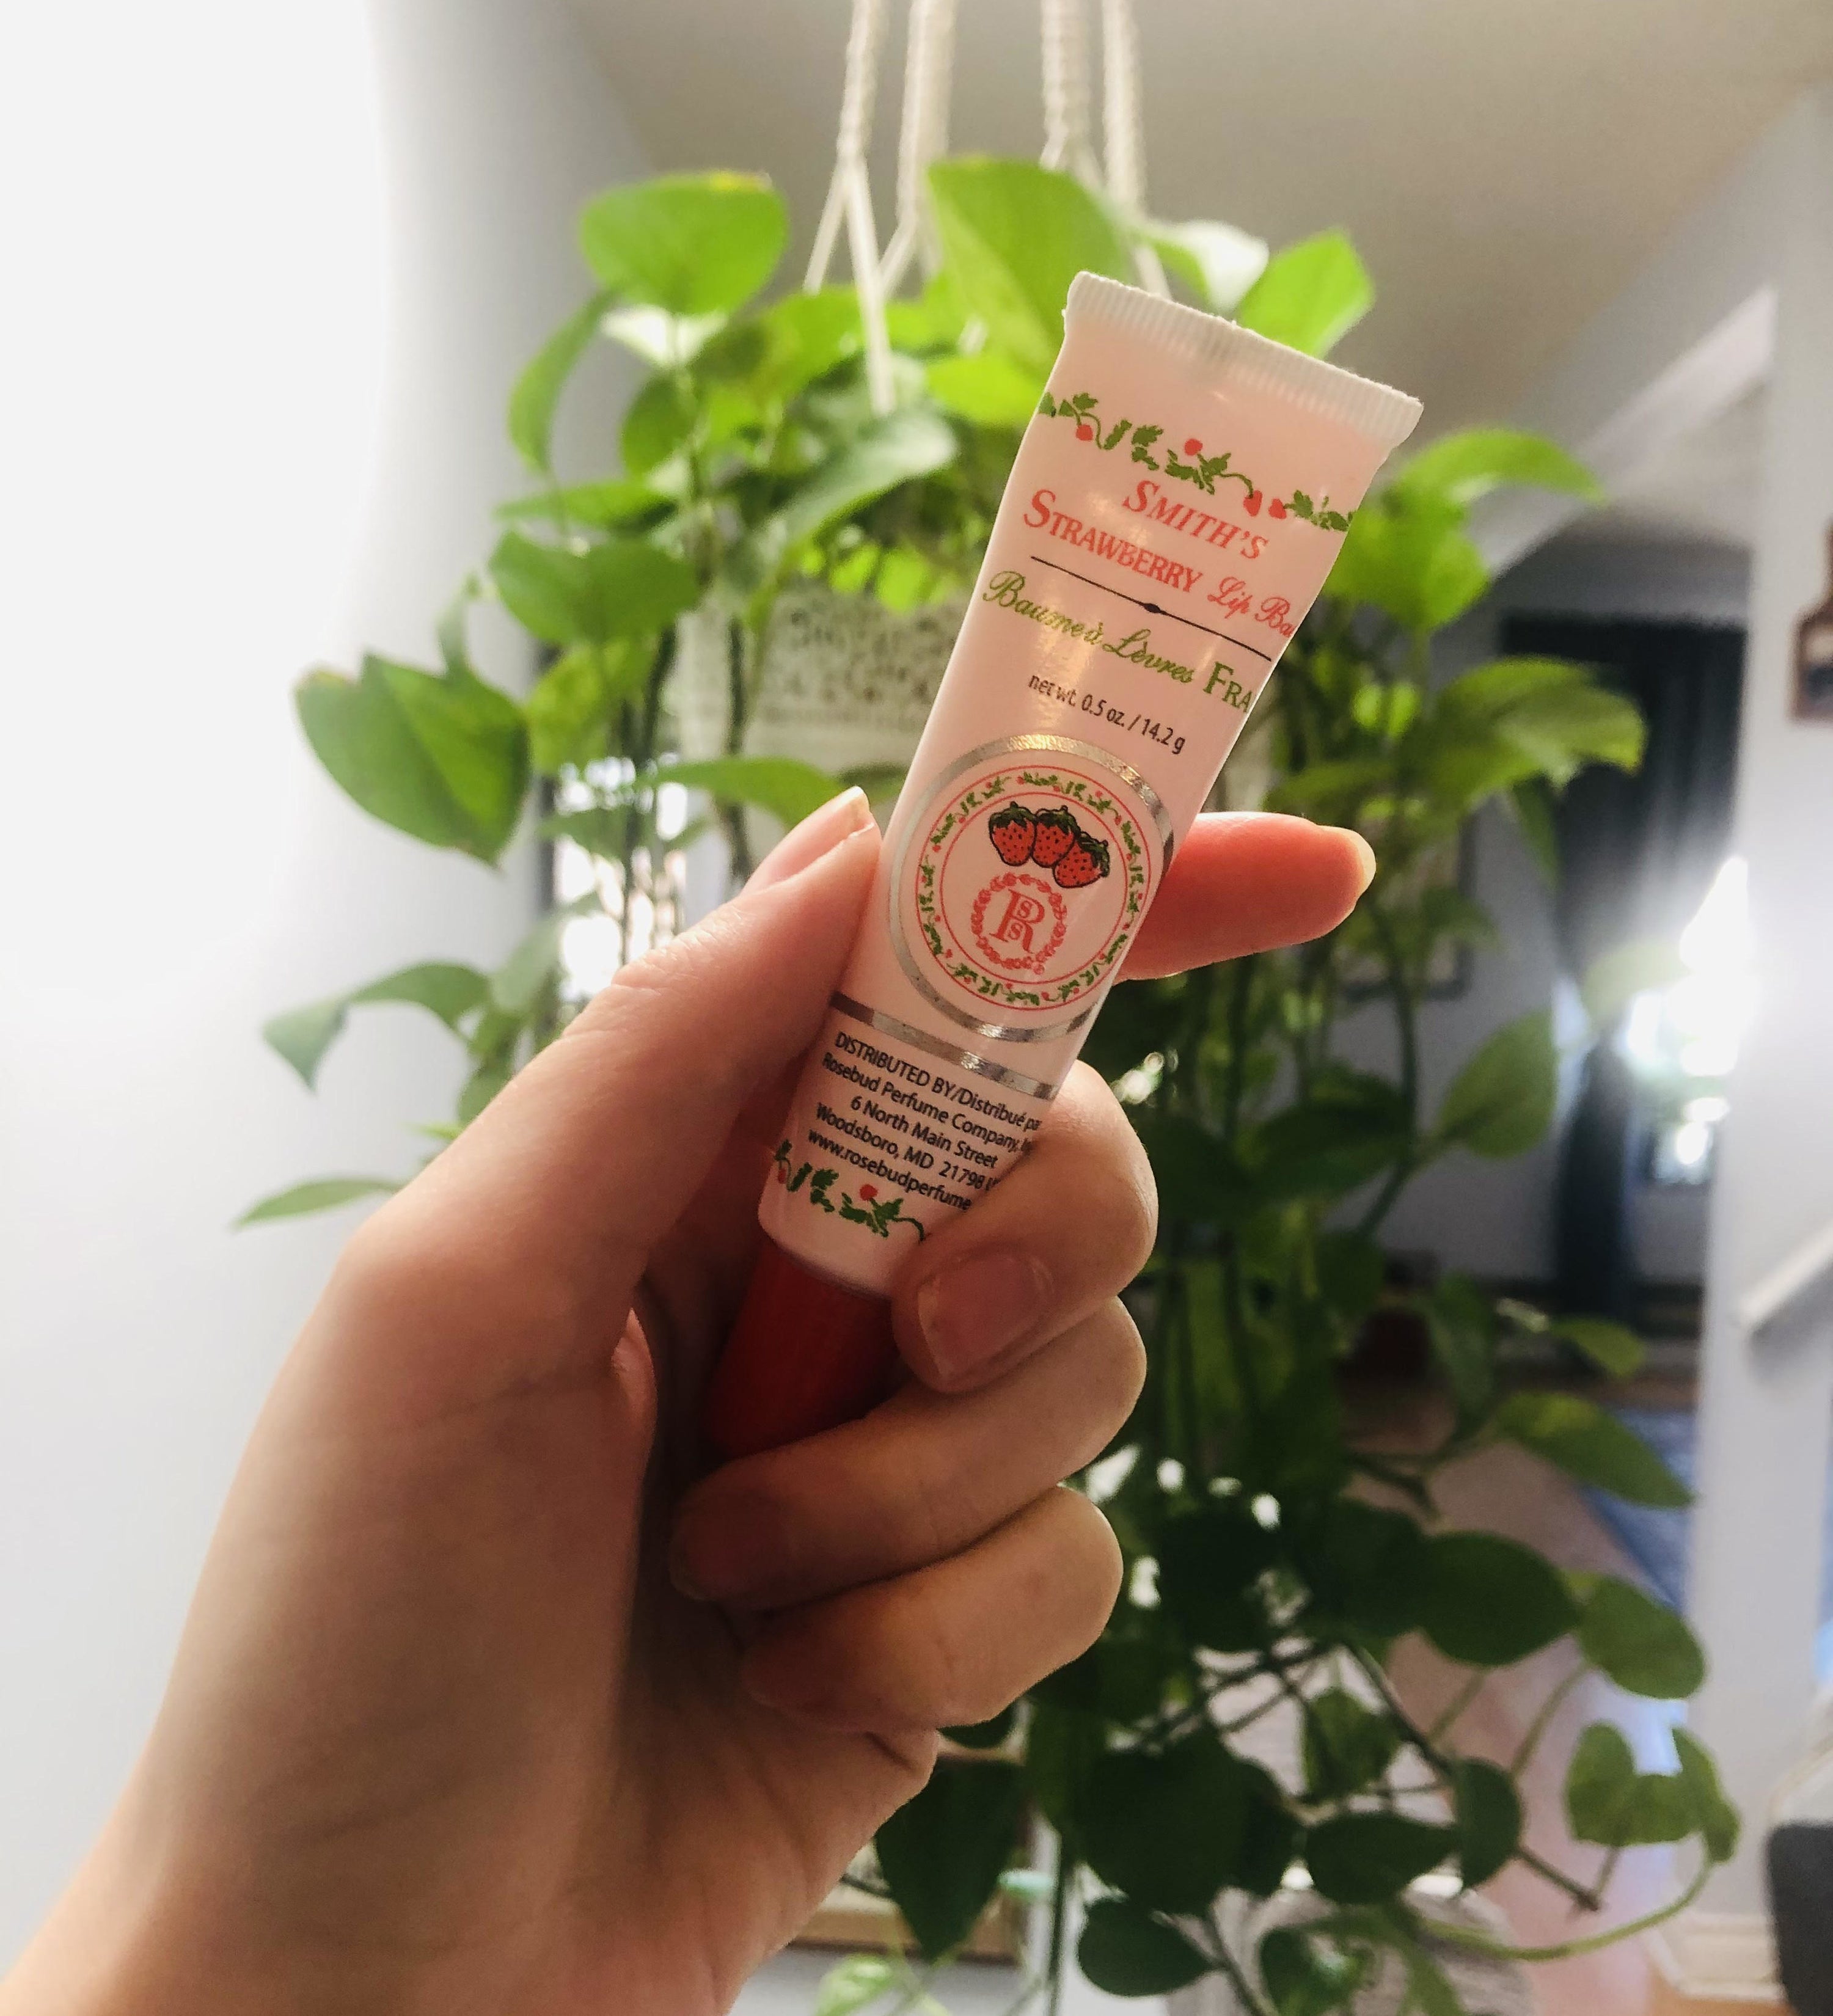 SMITH'S
STRAWBERRY Lip Ba
Baume à Lèvres FRA
net wt. 0.5 oz. / 14.2 g
R
DISTRIBUTED BY/Distribué par
Rosebud Perfume Company,
6 North Main Street
Woodsboro, MD 21798
www.rosebudperfume